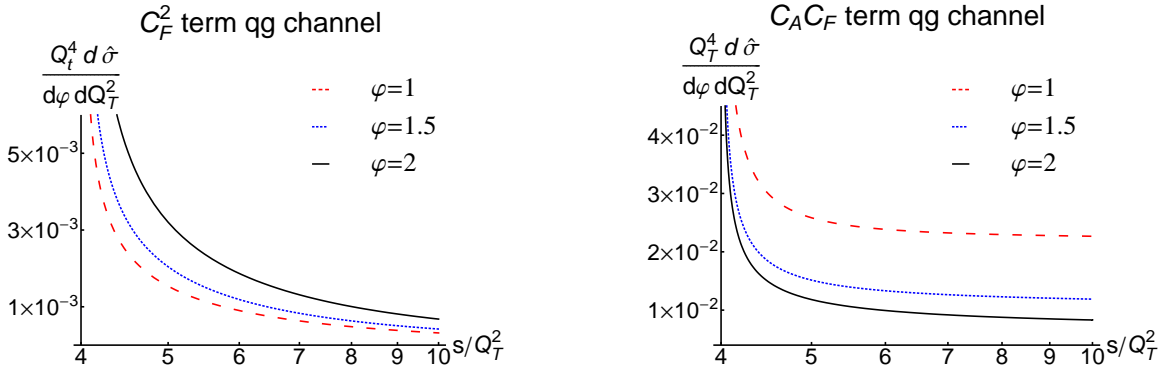 C_F^2 term qg channel
Q_t^4 d σ̂
dφ dQ_T^2
φ=1
φ=1.5
φ=2
5×10^-3
3×10^-3
1×10^-3
4 5 6 7 8 9 10 s/Q_T^2
C_A C_F term qg channel
Q_T^4 d σ̂
dφ dQ_T^2
φ=1
φ=1.5
φ=2
4×10^-2
3×10^-2
2×10^-2
1×10^-2
4 5 6 7 8 9 10 s/Q_T^2